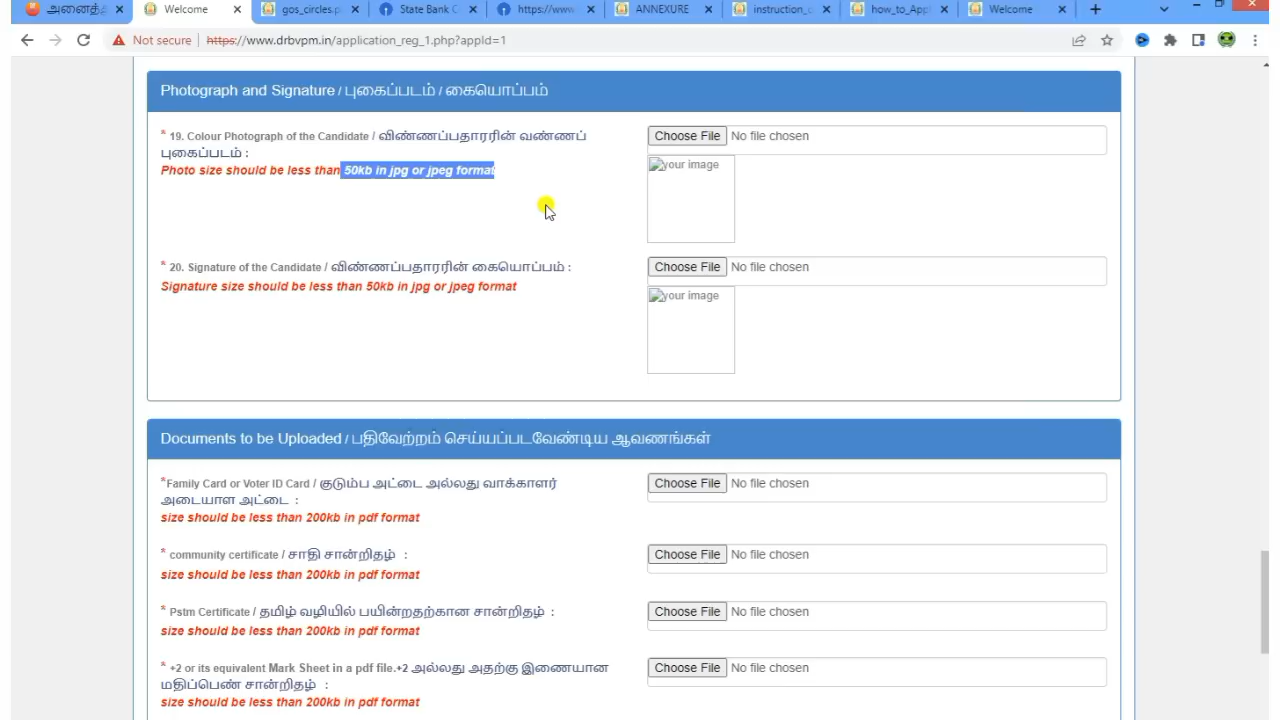 அனைத்
Welcome
gos_circles.p
State Bank C
https://www
ANNEXURE
instruction_
how_to_Appl
Welcome
Not secure | https://www.drbvpm.in/application_reg_1.php?appId=1
Photograph and Signature / புகைப்படம் / கையொப்பம்
* 19. Colour Photograph of the Candidate / விண்ணப்பதாரரின் வண்ணப்
புகைப்படம் :
Photo size should be less than 50kb in jpg or jpeg format
Choose File No file chosen
your image
* 20. Signature of the Candidate / விண்ணப்பதாரரின் கையொப்பம் :
Signature size should be less than 50kb in jpg or jpeg format
Choose File No file chosen
your image
Documents to be Uploaded / பதிவேற்றம் செய்யப்படவேண்டிய ஆவணங்கள்
*Family Card or Voter ID Card / குடும்ப அட்டை அல்லது வாக்காளர்
அடையாள அட்டை :
size should be less than 200kb in pdf format
Choose File No file chosen
* community certificate / சாதி சான்றிதழ் :
size should be less than 200kb in pdf format
Choose File No file chosen
* Pstm Certificate / தமிழ் வழியில் பயின்றதற்கான சான்றிதழ் :
size should be less than 200kb in pdf format
Choose File No file chosen
* +2 or its equivalent Mark Sheet in a pdf file.+2 அல்லது அதற்கு இணையான
மதிப்பெண் சான்றிதழ் :
size should be less than 200kb in pdf format
Choose File No file chosen